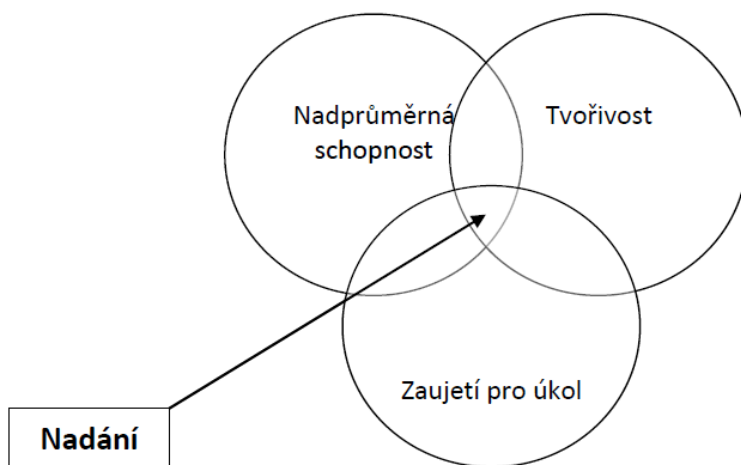 Nadprůměrná
schopnost
Tvořivost
Zaujetí pro úkol
Nadání